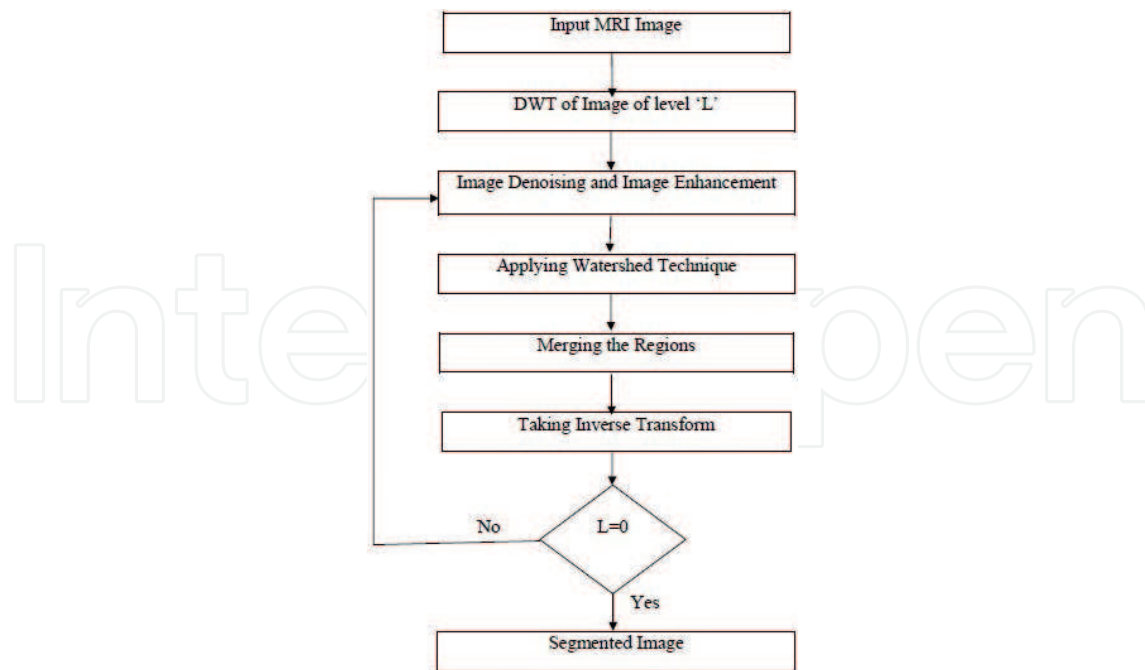 Input MRI Image
DWT of Image of level ‘L’
Image Denoising and Image Enhancement
Applying Watershed Technique
Merging the Regions
Taking Inverse Transform
L=0
No
Yes
Segmented Image